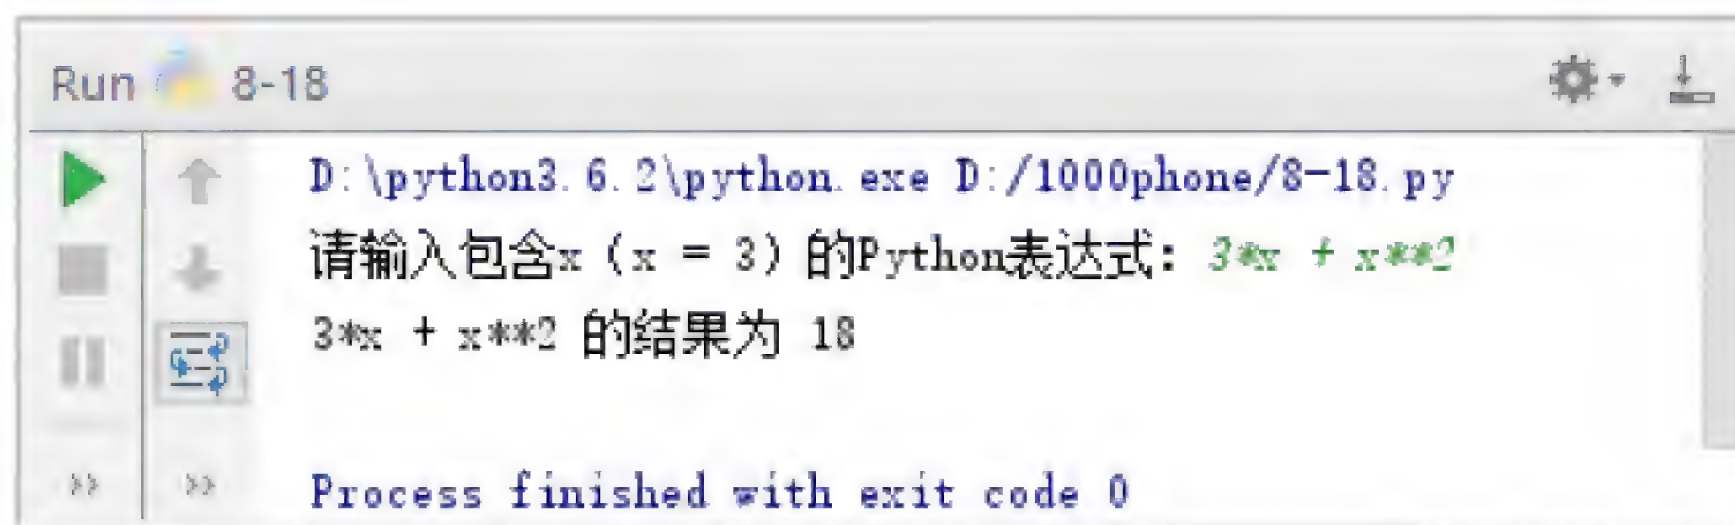 Run 8-18
D:\python3.6.2\python.exe D:/1000phone/8-18.py
请输入包含x（x = 3）的Python表达式：3*x + x**2
3*x + x**2 的结果为 18
Process finished with exit code 0